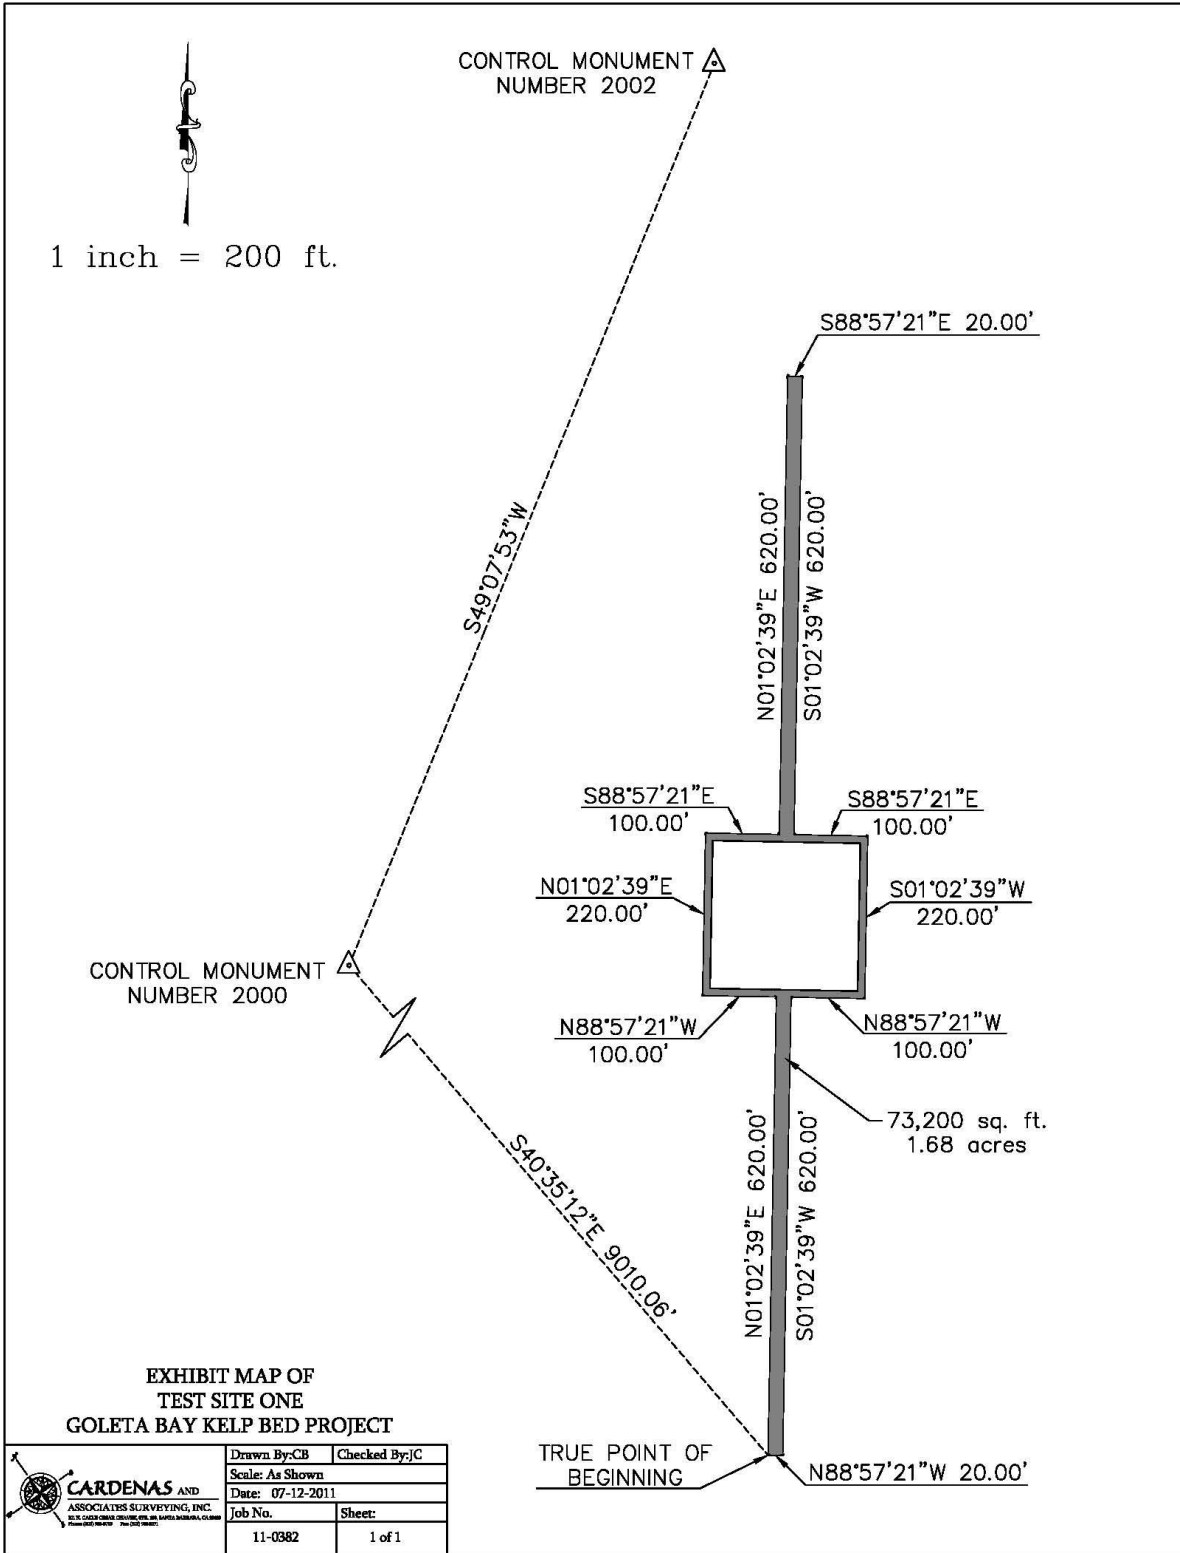 CONTROL MONUMENT
NUMBER 2002
1 inch = 200 ft.
S88°57'21"E 20.00'
S49°07'53"W
N01°02'39"E 620.00'
S01°02'39"W 620.00'
S88°57'21"E
100.00'
S88°57'21"E
100.00'
N01°02'39"E
220.00'
S01°02'39"W
220.00'
CONTROL MONUMENT
NUMBER 2000
N88°57'21"W
100.00'
N88°57'21"W
100.00'
73,200 sq. ft.
1.68 acres
S40°35'12"E 9010.06'
N01°02'39"E 620.00'
S01°02'39"W 620.00'
EXHIBIT MAP OF
TEST SITE ONE
GOLETA BAY KELP BED PROJECT
TRUE POINT OF
BEGINNING
N88°57'21"W 20.00'
CARDENAS AND
ASSOCIATES SURVEYING, INC.
Drawn By:CB
Checked By:JC
Scale: As Shown
Date: 07-12-2011
Job No.
Sheet:
11-0382
1 of 1